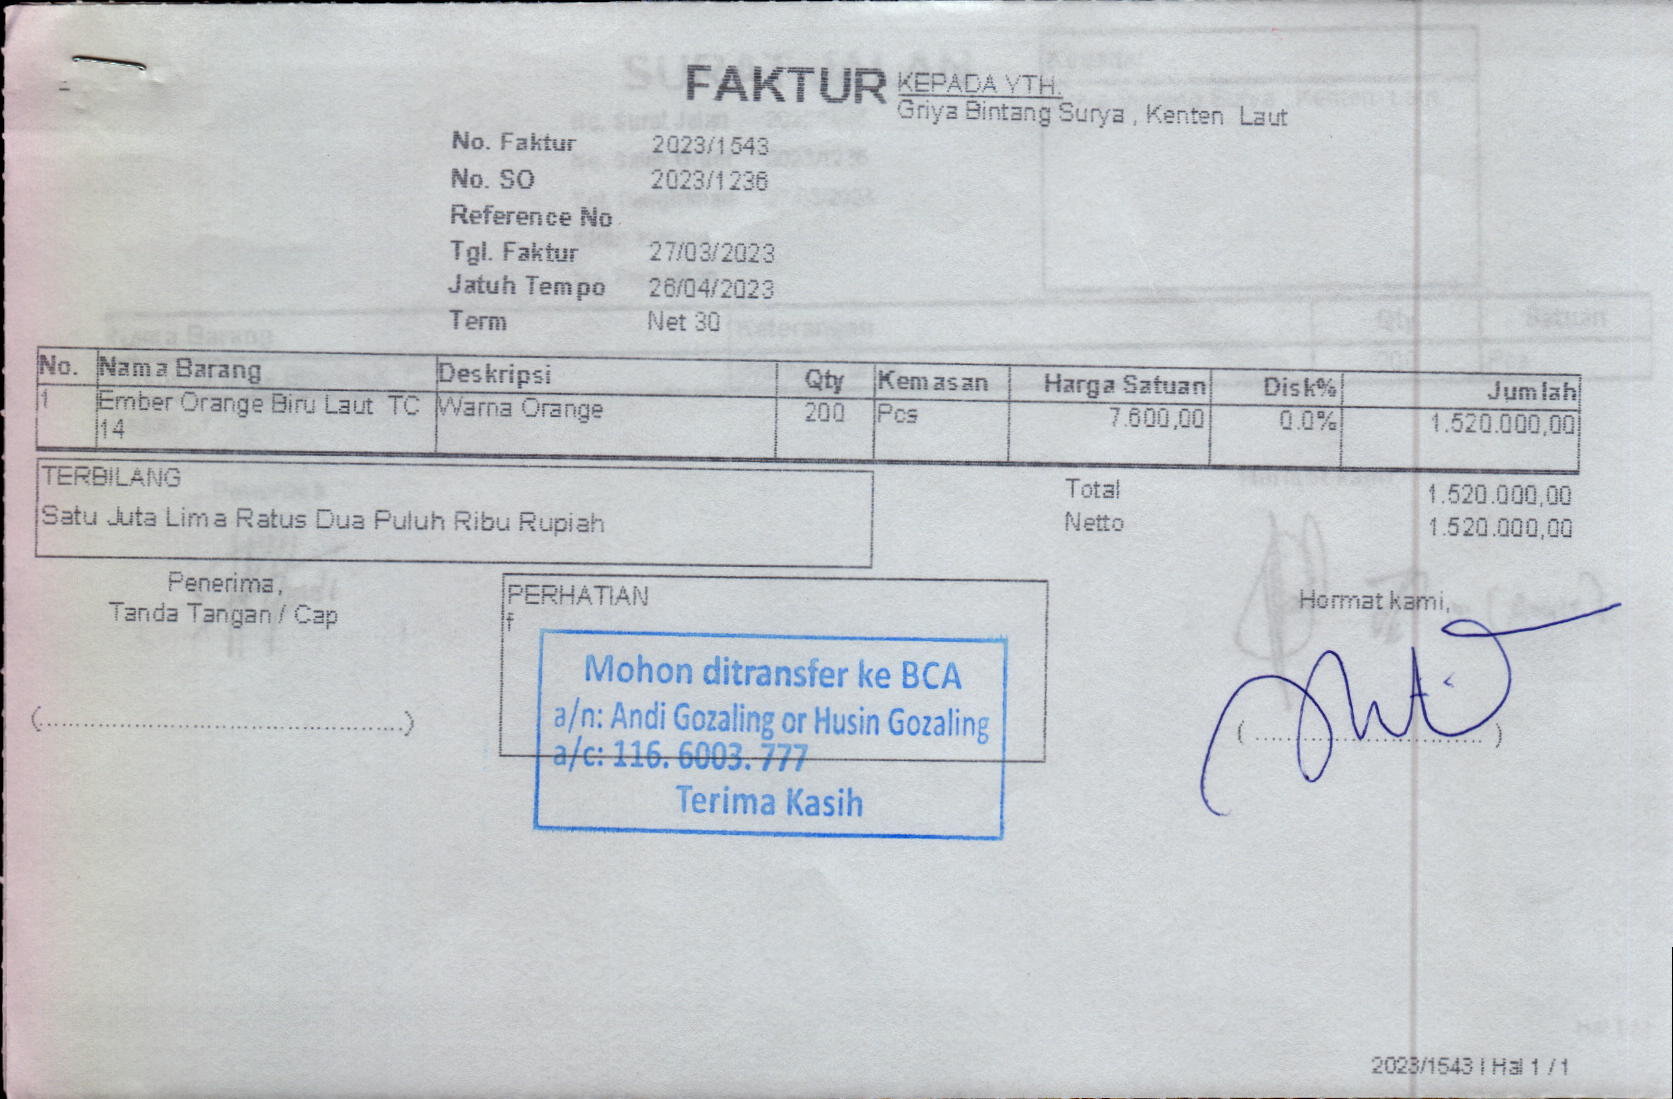 FAKTUR
KEPADA YTH.
Griya Bintang Surya , Kenten Laut
No. Faktur 2023/1543
No. SO 2023/1236
Reference No
Tgl. Faktur 27/03/2023
Jatuh Tempo 26/04/2023
Term Net 30
No. Nama Barang Deskripsi Qty Kemasan Harga Satuan Disk% Jumlah
1 Ember Orange Biru Laut TC Warna Orange 200 Pcs 7.600,00 0.0% 1.520.000,00
14
TERBILANG
Satu Juta Lima Ratus Dua Puluh Ribu Rupiah
Total 1.520.000,00
Netto 1.520.000,00
Penerima,
Tanda Tangan / Cap
PERHATIAN
f
Mohon ditransfer ke BCA
a/n: Andi Gozaling or Husin Gozaling
a/c: 116. 6003. 777
Terima Kasih
Hormat kami,
(................................................)
(................................)
2023/1543 | Hal 1 / 1